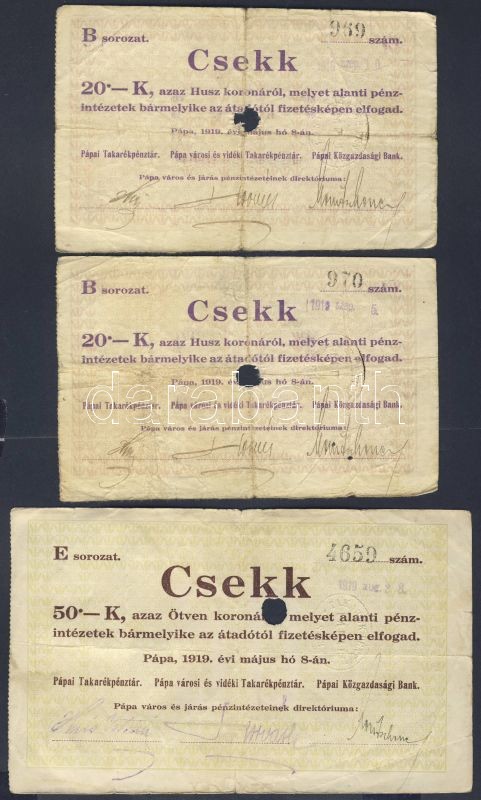 B sorozat. 939 szám.
Csekk
20·— K, azaz Husz koronáról, melyet alanti pénz-
intézetek bármelyike az átadótól fizetésképen elfogad.
Pápa, 1919. évi május hó 8-án.
Pápai Takarékpénztár. Pápa városi és vidéki Takarékpénztár. Pápai Közgazdasági Bank.
Pápa város és járás pénzintézeteinek direktóriuma:
B sorozat. 970 szám.
Csekk
20·— K, azaz Husz koronáról, melyet alanti pénz-
intézetek bármelyike az átadótól fizetésképen elfogad.
Pápa, 1919. évi május hó 8-án.
darabanth
Pápai Takarékpénztár. Pápa városi és vidéki Takarékpénztár. Pápai Közgazdasági Bank.
Pápa város és járás pénzintézeteinek direktóriuma:
E sorozat. 4659 szám.
Csekk
1919
50·— K, azaz Ötven melyet alanti pénz-
intézetek bármelyike az átadótól fizetésképen elfogad.
Pápa, 1919. évi május hó 8-án.
Pápai Takarékpénztár. Pápa városi és vidéki Takarékpénztár. Pápai Közgazdasági Bank.
Pápa város és járás pénzintézeteinek direktóriuma: